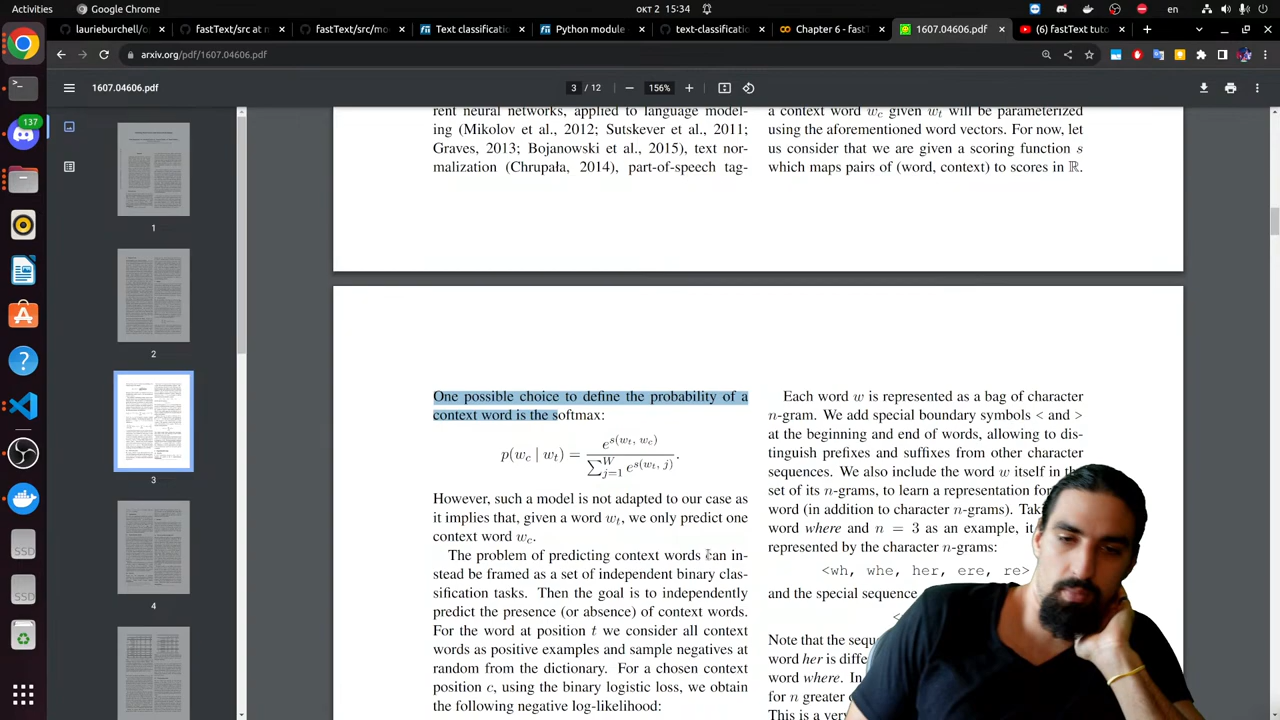 Activities
Google Chrome
окт 2 15:34
en
laurieburchell/o
fastText/src at m
fastText/src/mo
Text classificatio
Python module
text-classificatio
Chapter 6 - fast
1607.04606.pdf
(6) fastText tuto
arxiv.org/pdf/1607.04606.pdf
1607.04606.pdf
3 / 12
156%
137
1
2
3
4
SSD
SSD
ent neural networks, applied to language model-
ing (Mikolov et al., 2012; Sutskever et al., 2011;
Graves, 2013; Bojanowski et al., 2015), text nor-
malization (Chrupała, 2014), part-of-speech tag-
context word w_c given w_t will be parameterized
using the aforementioned word vectors. For now, let
us consider that we are given a scoring function s
which maps pairs of (word, context) to scores in ℝ.
One possible choice to define the probability of a
context word is the softmax:
p(w_c | w_t) = e^{s(w_t, w_c)} / ∑_{j=1}^{W} e^{s(w_t, j)}.
However, such a model is not adapted to our case as
it implies that, given a word w_t, we only predict one
context word w_c.
The problem of predicting context words can in-
stead be framed as a set of independent binary clas-
sification tasks. Then the goal is to independently
predict the presence (or absence) of context words.
For the word at position t we consider all context
words as positive examples and sample negatives at
random from the dictionary. For a chosen context
position c, using the binary logistic loss, we obtain
the following negative log-likelihood:
Each word w is represented as a bag of character
n-gram. We add special boundary symbols < and >
at the beginning and end of words, allowing to dis-
tinguish prefixes and suffixes from other character
sequences. We also include the word w itself in the
set of its n-grams, to learn a representation for
word (in addition to character n-grams). Tak
word where and n = 3 as an example, it
represented by the character n-grams:
<wh, whe, her, ere, re>
and the special sequence
<
Note that the
word her
word where
for n
This is a very